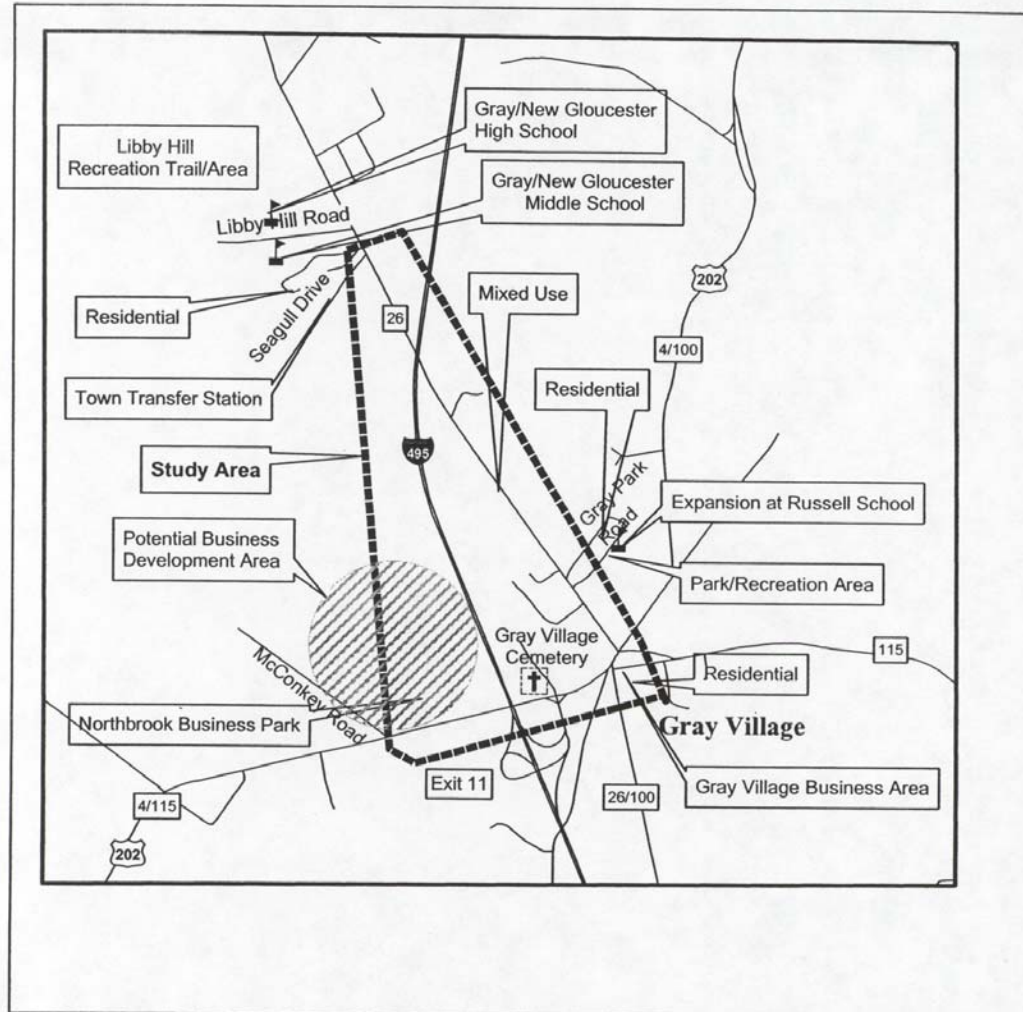 Gray/New Gloucester
High School
Libby Hill
Recreation Trail/Area
Gray/New Gloucester
Middle School
Libby Hill Road
202
Mixed Use
Residential
Seagull Drive
26
4/100
Residential
Town Transfer Station
495
Study Area
Gray Park
Road
Expansion at Russell School
Potential Business
Development Area
Park/Recreation Area
Gray Village
Cemetery
115
McConkey Road
Residential
Northbrook Business Park
Gray Village
Exit 11
Gray Village Business Area
4/115
26/100
202